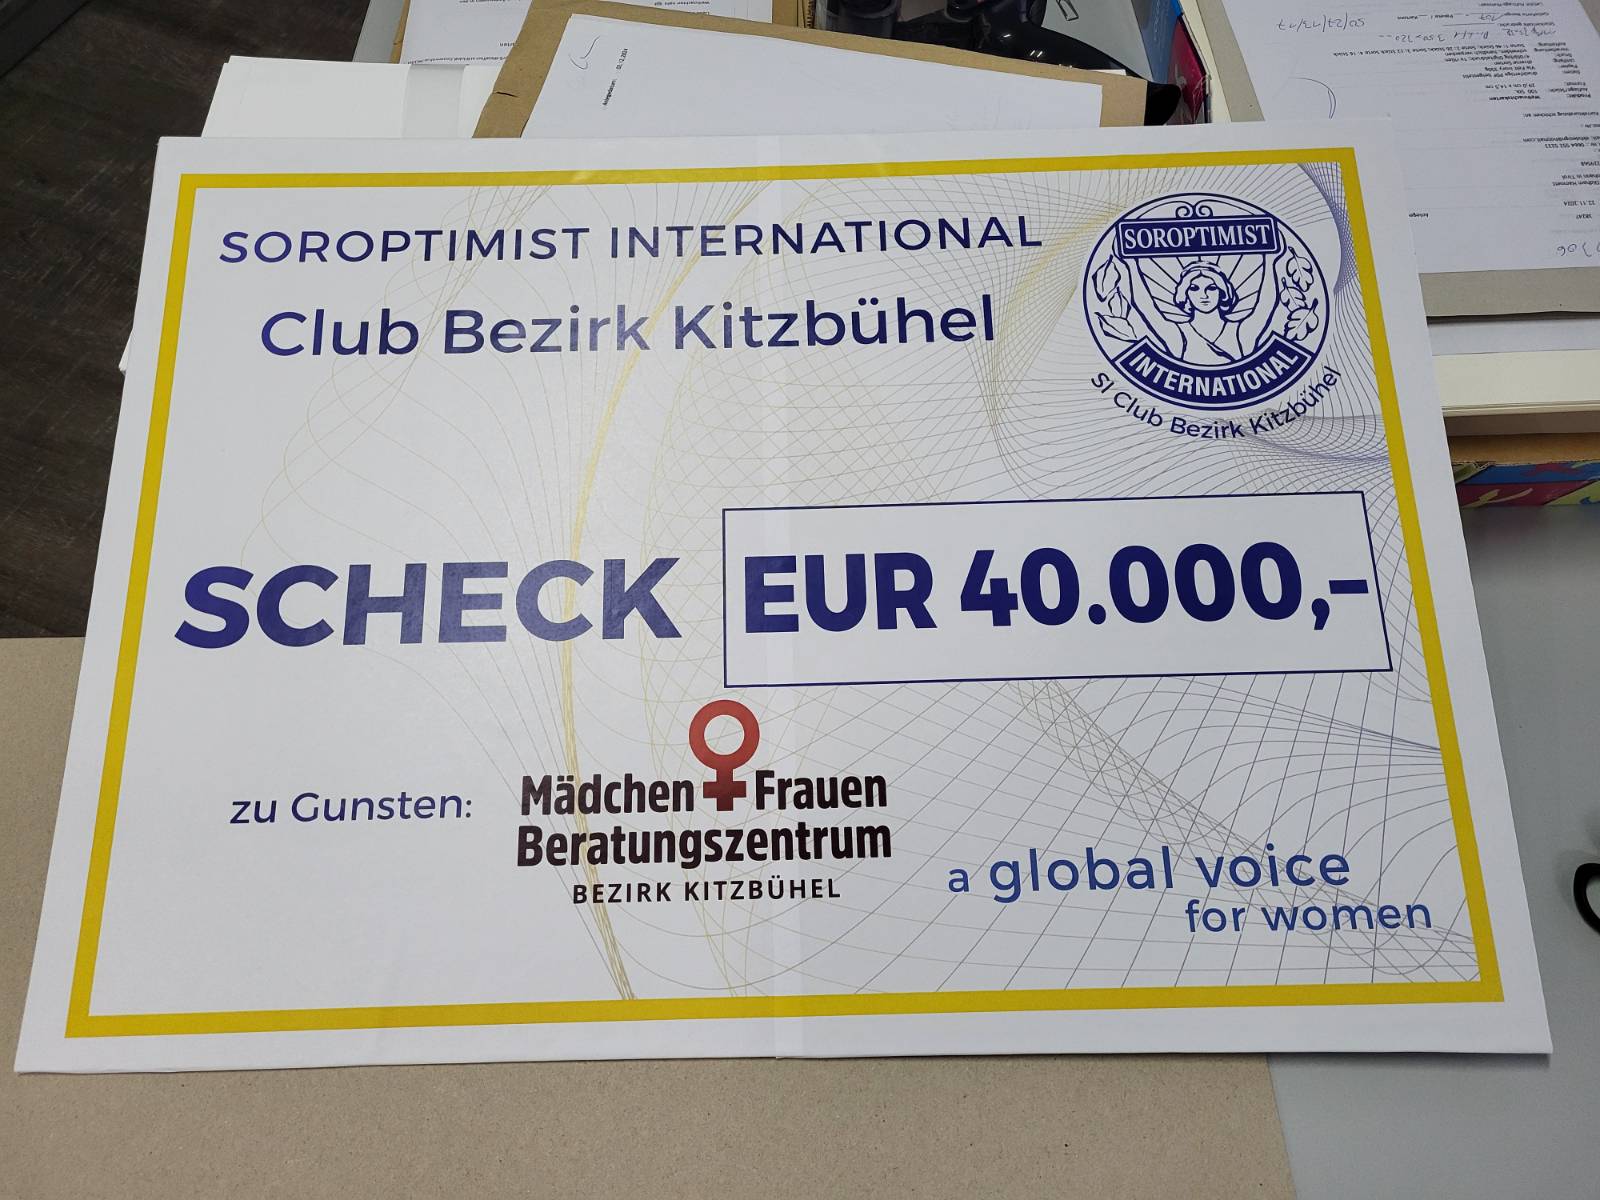 SOROPTIMIST INTERNATIONAL
Club Bezirk Kitzbühel
SOROPTIMIST
INTERNATIONAL
SI Club Bezirk Kitzbühel
SCHECK EUR 40.000,-
zu Gunsten:
Mädchen Frauen
Beratungszentrum
BEZIRK KITZBÜHEL
a global voice
for women